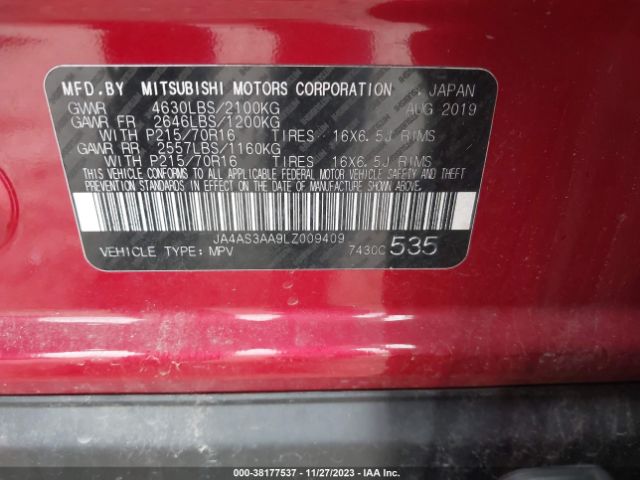 MFD.BY MITSUBISHI MOTORS CORPORATION JAPAN
GVWR 4630LBS/2100KG AUG 2019
GAWR FR 2646LBS/1200KG
WITH P215/70R16 TIRES 16X6.5J RIMS
GAWR RR 2557LBS/1160KG
WITH P215/70R16 TIRES 16X6.5J RIMS
THIS VEHICLE CONFORMS TO ALL APPLICABLE FEDERAL MOTOR VEHICLE SAFETY AND THEFT
PREVENTION STANDARDS IN EFFECT ON THE DATE OF MANUFACTURE SHOWN ABOVE.
JA4AS3AA9LZ009409
VEHICLE TYPE: MPV 7430C 535
000-38177537 - 11/27/2023 - IAA Inc.